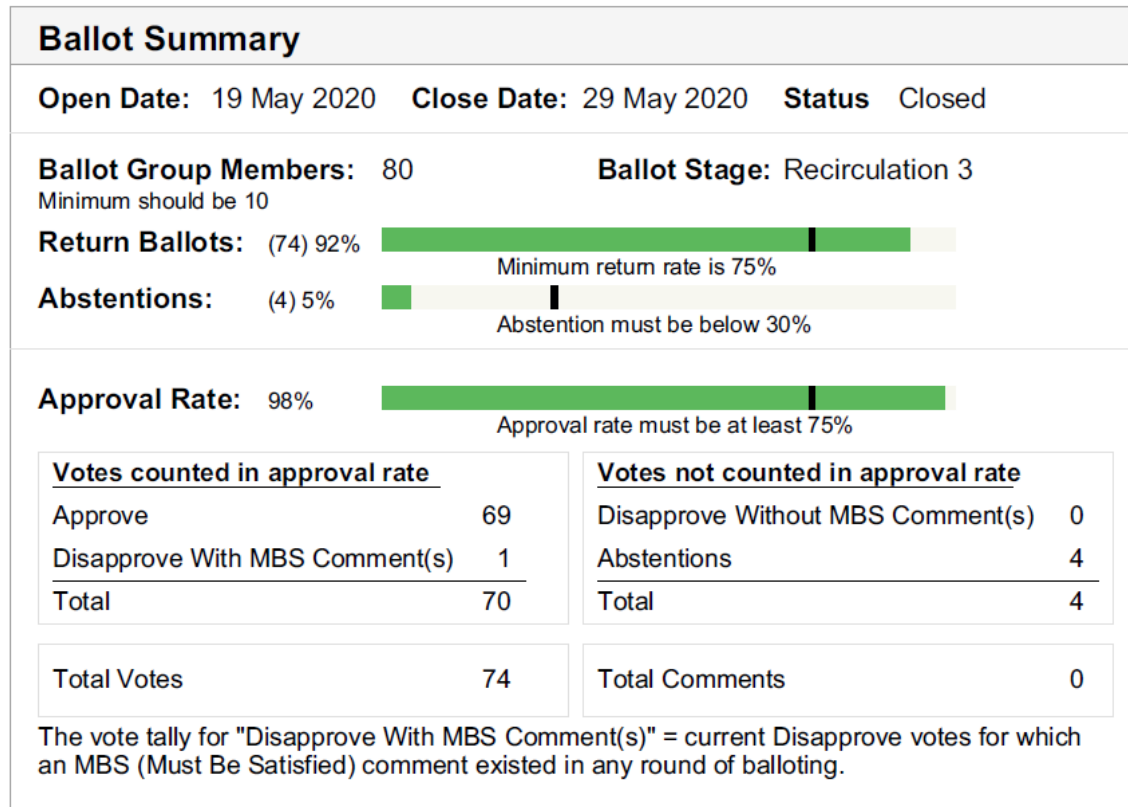 Ballot Summary
Open Date: 19 May 2020 Close Date: 29 May 2020 Status Closed
Ballot Group Members: 80 Ballot Stage: Recirculation 3
Minimum should be 10
Return Ballots: (74) 92%
Minimum return rate is 75%
Abstentions: (4) 5%
Abstention must be below 30%
Approval Rate: 98%
Approval rate must be at least 75%
Votes counted in approval rate
Approve 69
Disapprove With MBS Comment(s) 1
Total 70
Votes not counted in approval rate
Disapprove Without MBS Comment(s) 0
Abstentions 4
Total 4
Total Votes 74
Total Comments 0
The vote tally for "Disapprove With MBS Comment(s)" = current Disapprove votes for which
an MBS (Must Be Satisfied) comment existed in any round of balloting.